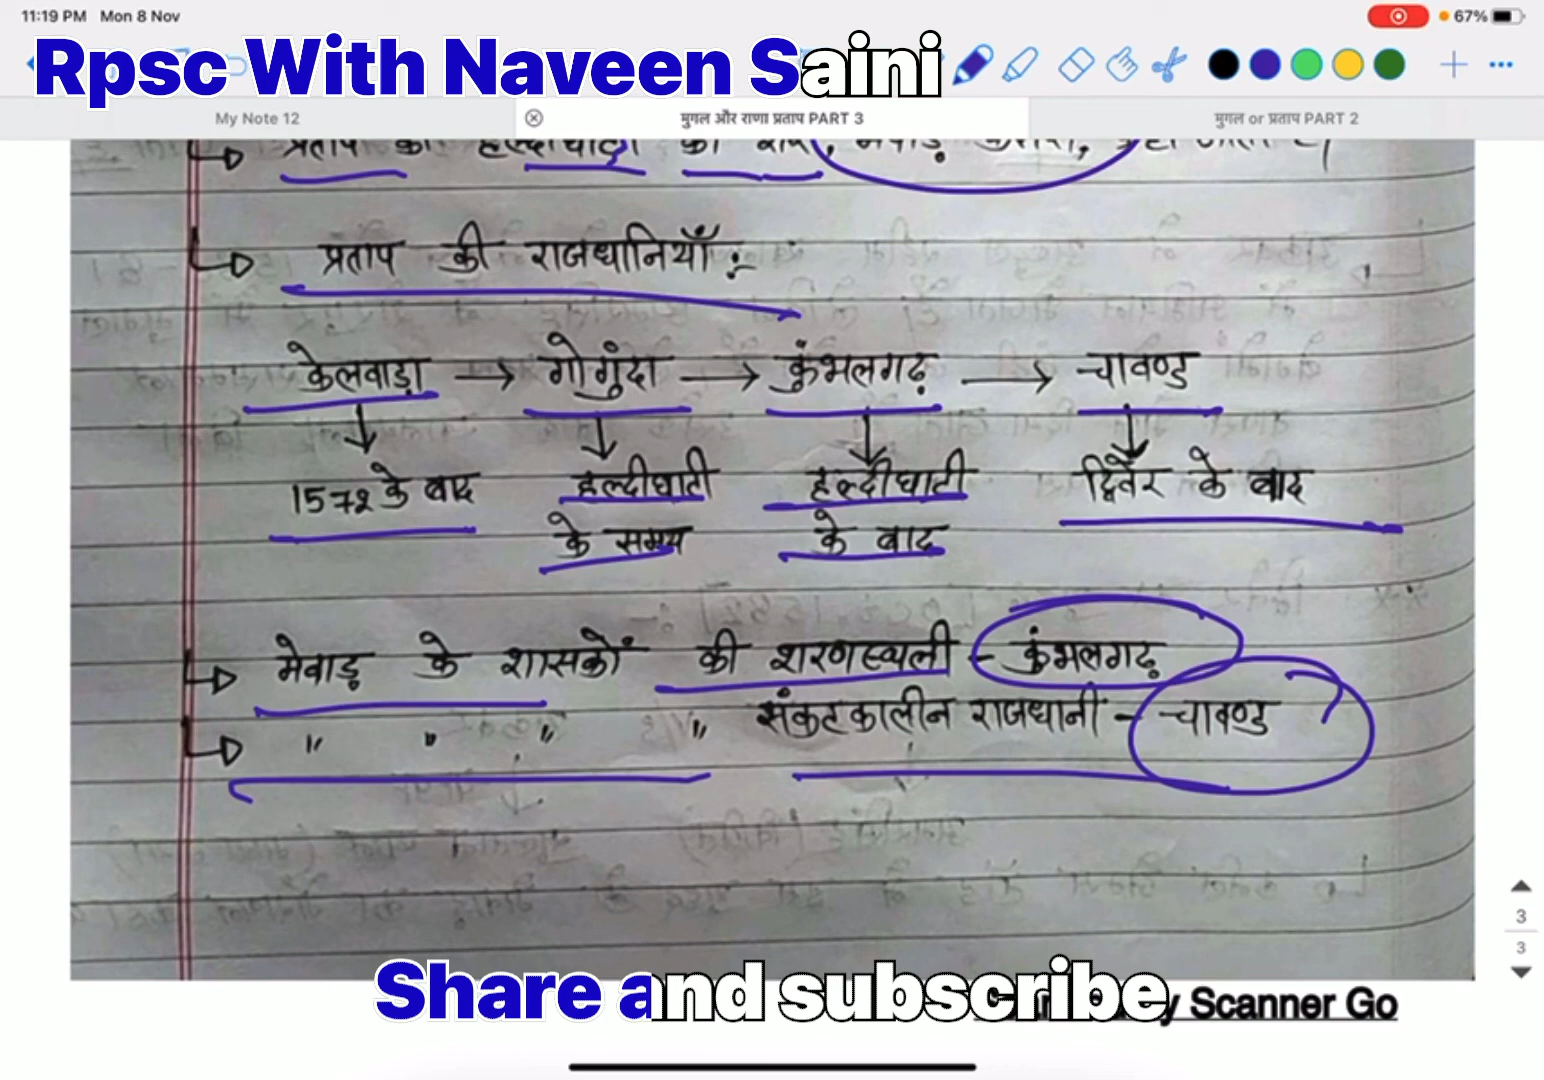 11:19 PM Mon 8 Nov
67%
Rpsc With Naveen Saini
My Note 12
मुगल और राणा प्रताप PART 3
मुगल or प्रताप PART 2
प्रताप को हल्दीघाटी का शेर,
प्रताप की राजधानियाँ :-
केलवाड़ा → गोगुंदा → कुंभलगढ़ → चावण्ड
1572 के बाद हल्दीघाटी के समय हल्दीघाटी के बाद दिवेर के बाद
मेवाड़ के शासकों की शरणस्थली - कुंभलगढ़
" " " " संकटकालीन राजधानी - चावण्ड
3
3
Share and subscribe
Scanner Go